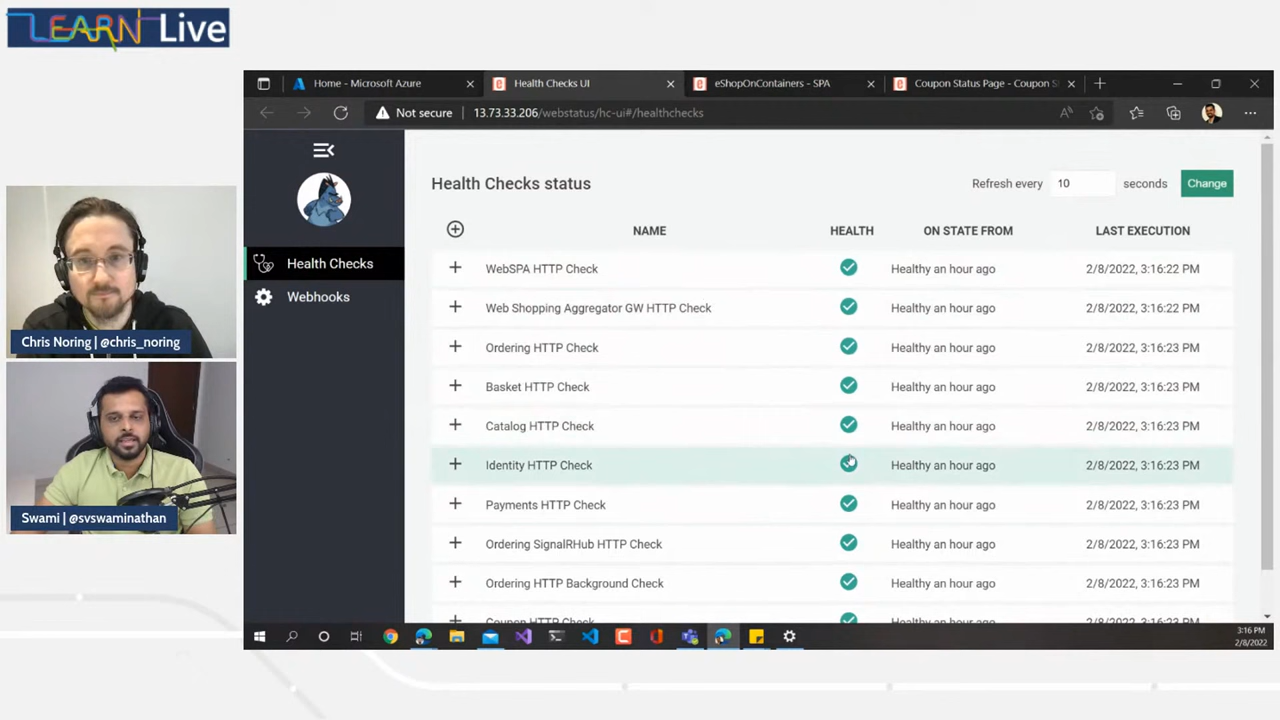 LEARN Live
Home - Microsoft Azure
Health Checks UI
eShopOnContainers - SPA
Coupon Status Page - Coupon S
Not secure
13.73.33.206/webstatus/hc-ui#/healthchecks
Health Checks
Webhooks
Health Checks status
Refresh every 10 seconds Change
NAME HEALTH ON STATE FROM LAST EXECUTION
WebSPA HTTP Check Healthy an hour ago 2/8/2022, 3:16:22 PM
Web Shopping Aggregator GW HTTP Check Healthy an hour ago 2/8/2022, 3:16:22 PM
Ordering HTTP Check Healthy an hour ago 2/8/2022, 3:16:23 PM
Basket HTTP Check Healthy an hour ago 2/8/2022, 3:16:23 PM
Catalog HTTP Check Healthy an hour ago 2/8/2022, 3:16:23 PM
Identity HTTP Check Healthy an hour ago 2/8/2022, 3:16:23 PM
Payments HTTP Check Healthy an hour ago 2/8/2022, 3:16:23 PM
Ordering SignalRHub HTTP Check Healthy an hour ago 2/8/2022, 3:16:23 PM
Ordering HTTP Background Check Healthy an hour ago 2/8/2022, 3:16:23 PM
Coupon HTTP Check
3:16 PM
2/8/2022
Chris Noring | @chris_noring
Swami | @svswaminathan